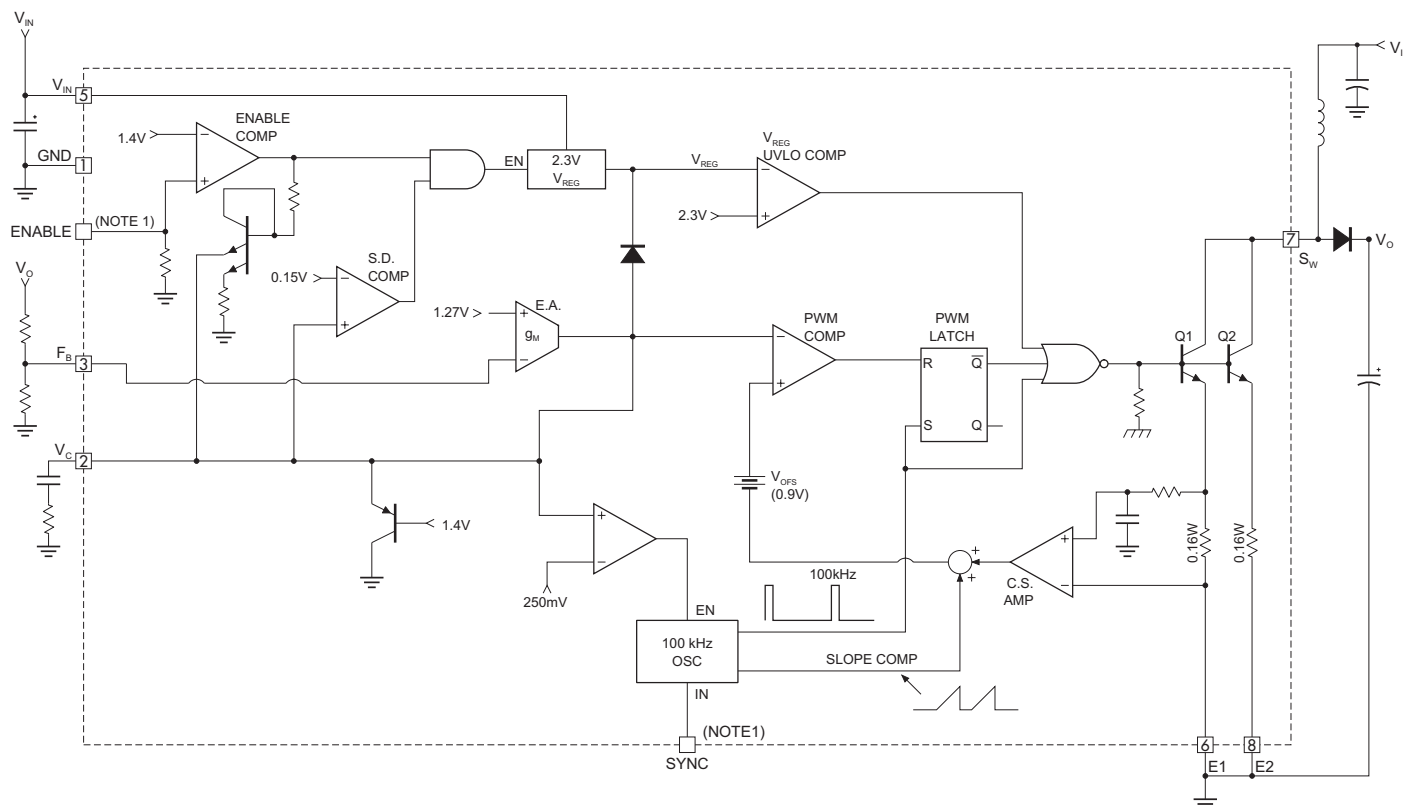 VIN
VI
VIN
5
ENABLE
COMP
1.4V
−
+
GND
1
EN
2.3V
VREG
VREG
VREG
UVLO COMP
−
+
2.3V
ENABLE
(NOTE 1)
VO
7
SW
VO
S.D.
COMP
0.15V
−
+
1.27V
+
−
E.A.
gM
PWM
COMP
−
+
PWM
LATCH
R
Q
S
Q
Q1
Q2
FB
3
VC
2
1.4V
VOFS
(0.9V)
+
−
250mV
+
+
+
−
C.S.
AMP
0.16W
0.16W
100kHz
EN
100 kHz
OSC
IN
SLOPE COMP
(NOTE1)
SYNC
6
8
E1
E2